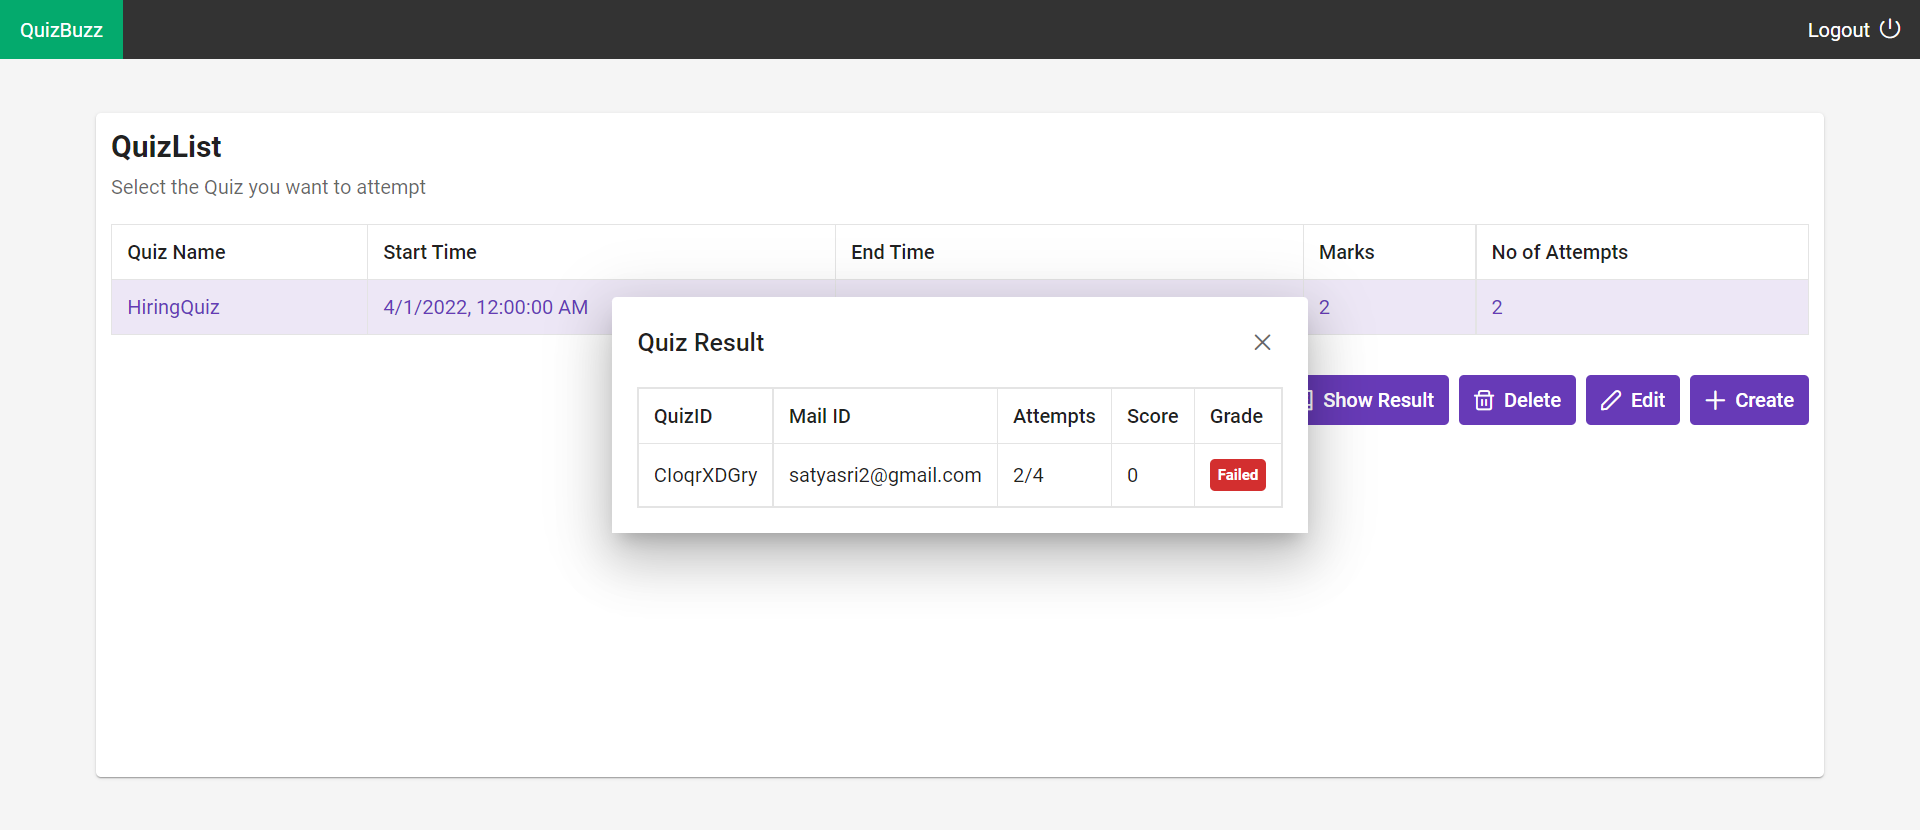 QuizBuzz
Logout
QuizList
Select the Quiz you want to attempt
Quiz Name Start Time End Time Marks No of Attempts
HiringQuiz 4/1/2022, 12:00:00 AM 2 2
Quiz Result
Show Result Delete Edit Create
QuizID Mail ID Attempts Score Grade
CIoqrXDGry satyasri2@gmail.com 2/4 0 Failed